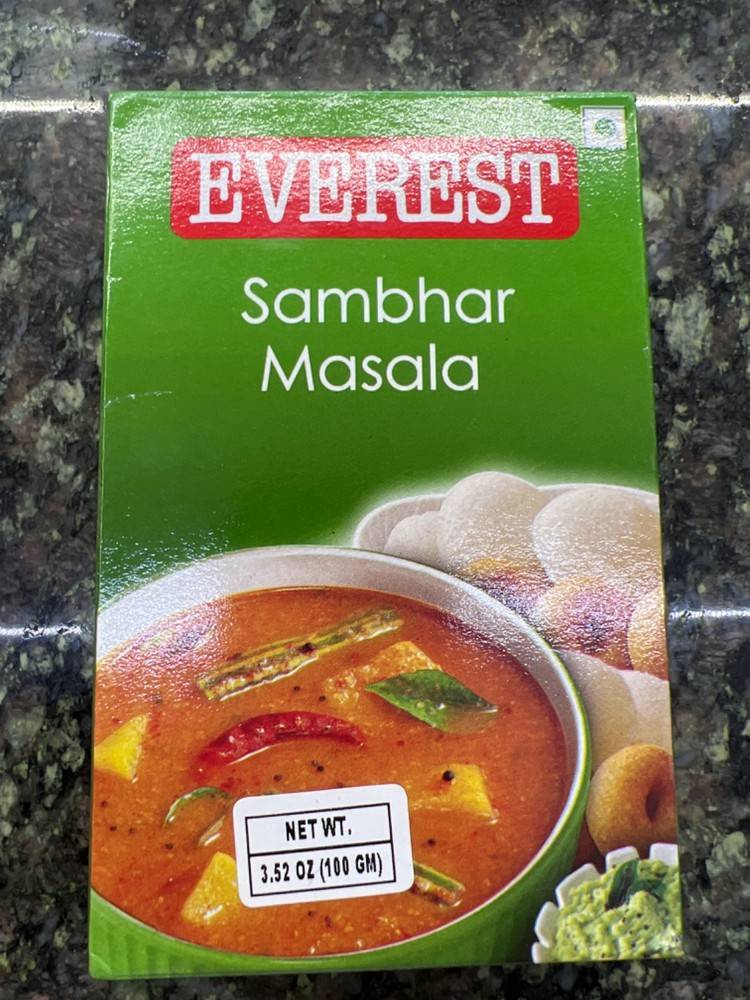 EVEREST
Sambhar
Masala
NET WT.
3.52 OZ (100 GM)